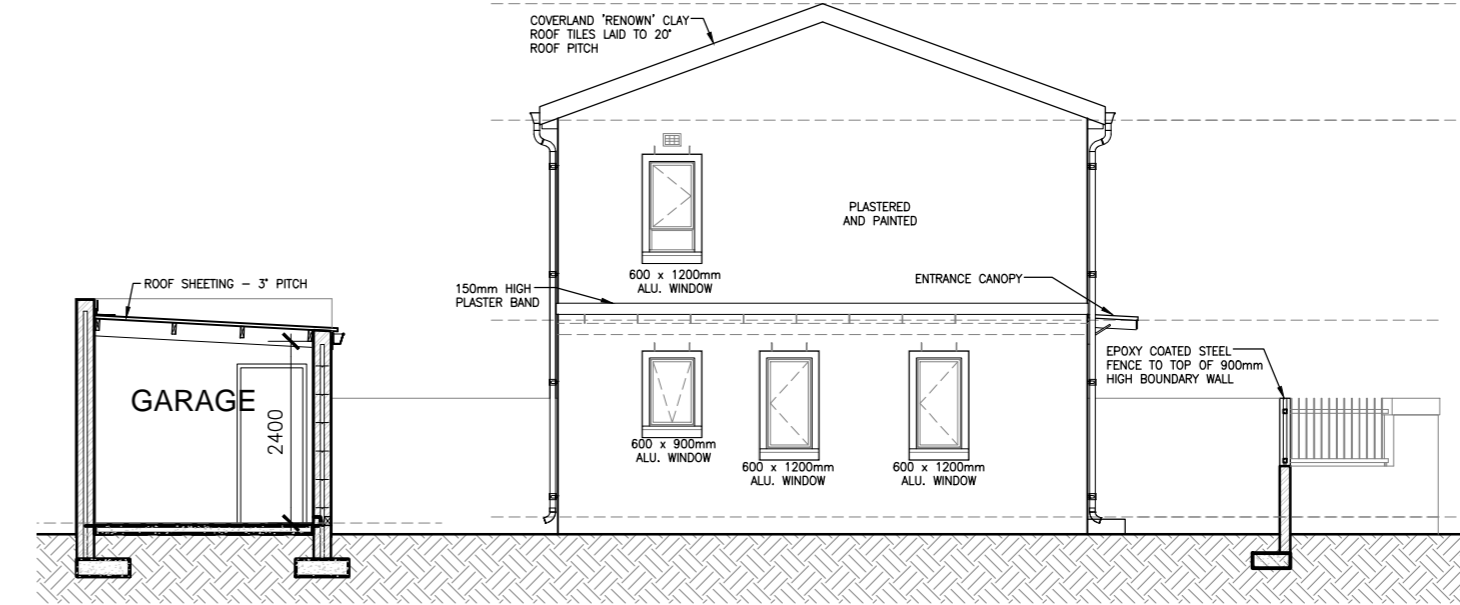 COVERLAND 'RENOWN' CLAY
ROOF TILES LAID TO 20°
ROOF PITCH
PLASTERED
AND PAINTED
600 x 1200mm
ALU. WINDOW
ROOF SHEETING - 3° PITCH
150mm HIGH
PLASTER BAND
ENTRANCE CANOPY
EPOXY COATED STEEL
FENCE TO TOP OF 900mm
HIGH BOUNDARY WALL
GARAGE
2400
600 x 900mm
ALU. WINDOW
600 x 1200mm
ALU. WINDOW
600 x 1200mm
ALU. WINDOW